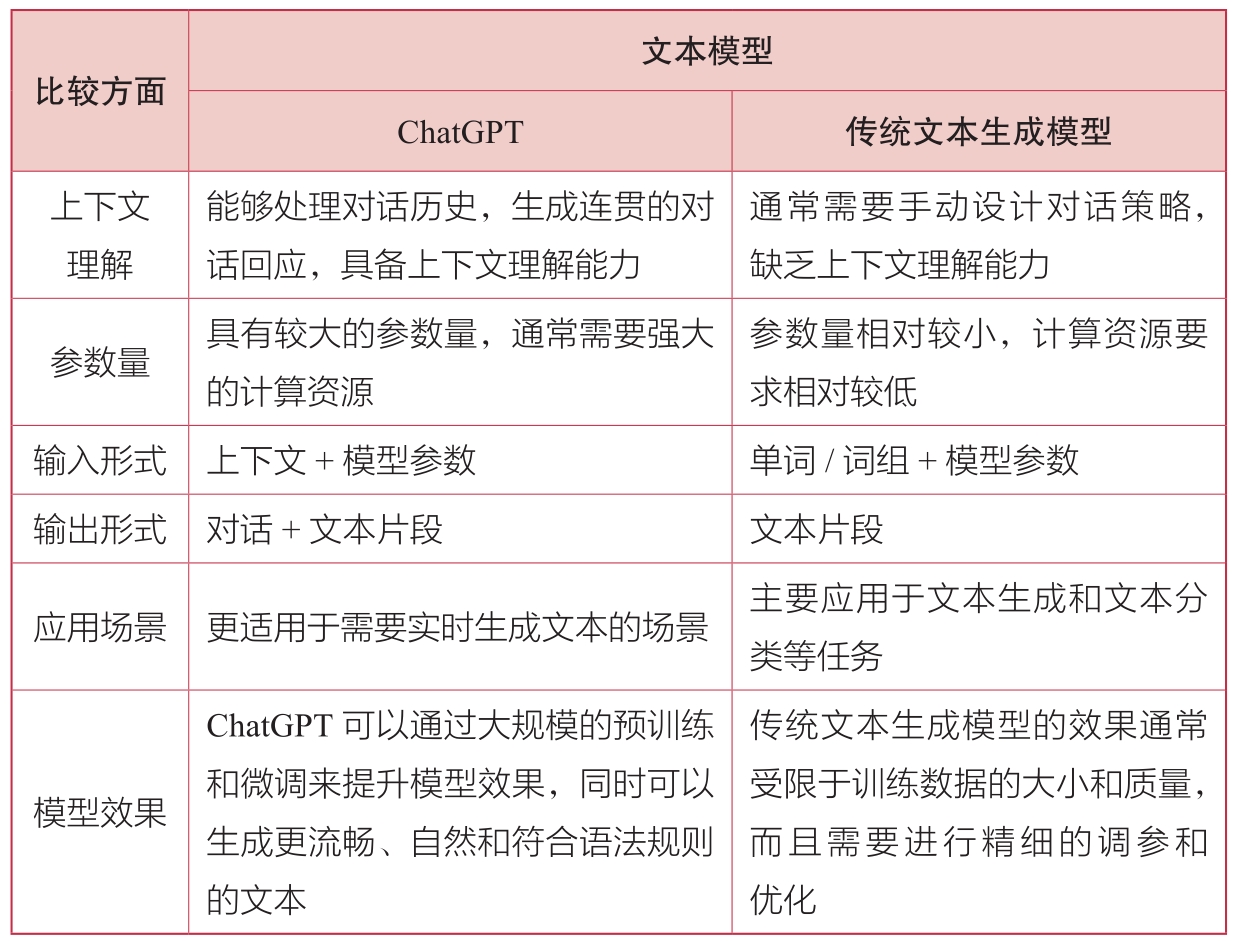 比较方面
文本模型
ChatGPT
传统文本生成模型
上下文
理解
能够处理对话历史，生成连贯的对
话回应，具备上下文理解能力
通常需要手动设计对话策略，
缺乏上下文理解能力
参数量
具有较大的参数量，通常需要强大
的计算资源
参数量相对较小，计算资源要
求相对较低
输入形式
上下文 + 模型参数
单词 / 词组 + 模型参数
输出形式
对话 + 文本片段
文本片段
应用场景
更适用于需要实时生成文本的场景
主要应用于文本生成和文本分
类等任务
模型效果
ChatGPT 可以通过大规模的预训练
和微调来提升模型效果，同时可以
生成更流畅、自然和符合语法规则
的文本
传统文本生成模型的效果通常
受限于训练数据的大小和质量，
而且需要进行精细的调参和
优化